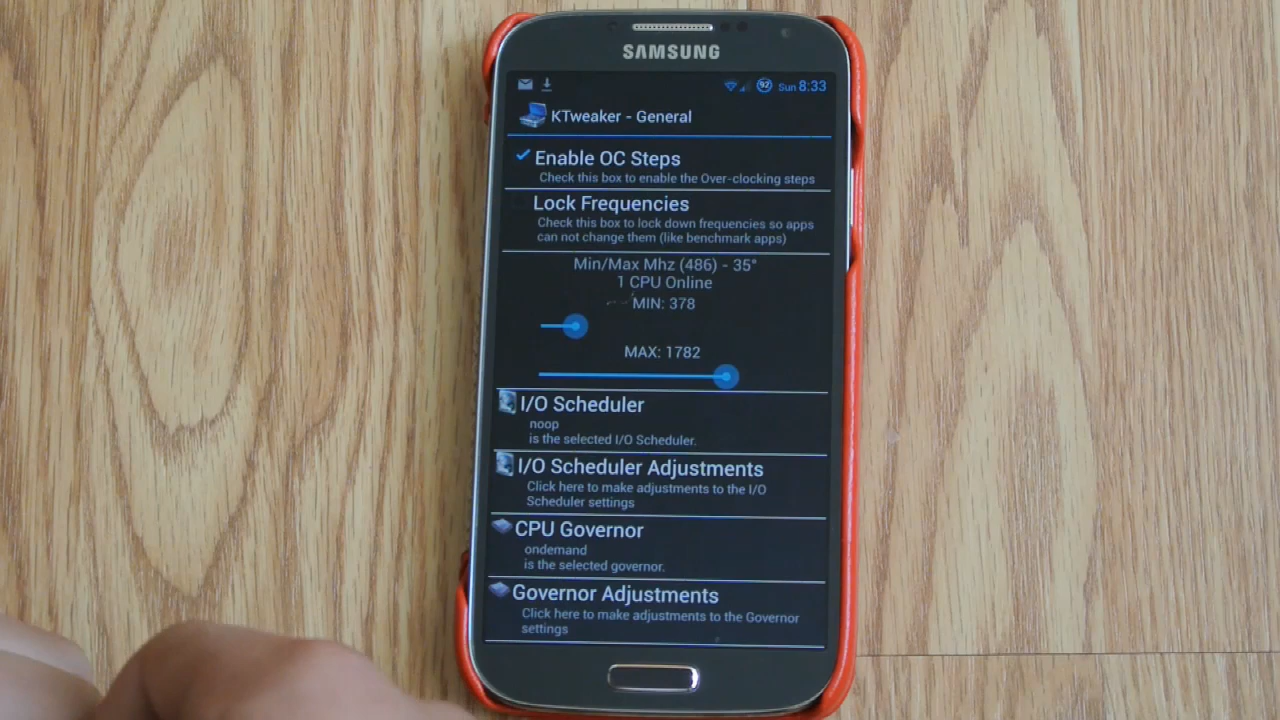 SAMSUNG
92 Sun 8:33
KTweaker - General
Enable OC Steps
Check this box to enable the Over-clocking steps
Lock Frequencies
Check this box to lock down frequencies so apps
can not change them (like benchmark apps)
Min/Max Mhz (486) - 35°
1 CPU Online
MIN: 378
MAX: 1782
I/O Scheduler
noop
is the selected I/O Scheduler.
I/O Scheduler Adjustments
Click here to make adjustments to the I/O
Scheduler settings
CPU Governor
ondemand
is the selected governor.
Governor Adjustments
Click here to make adjustments to the Governor
settings